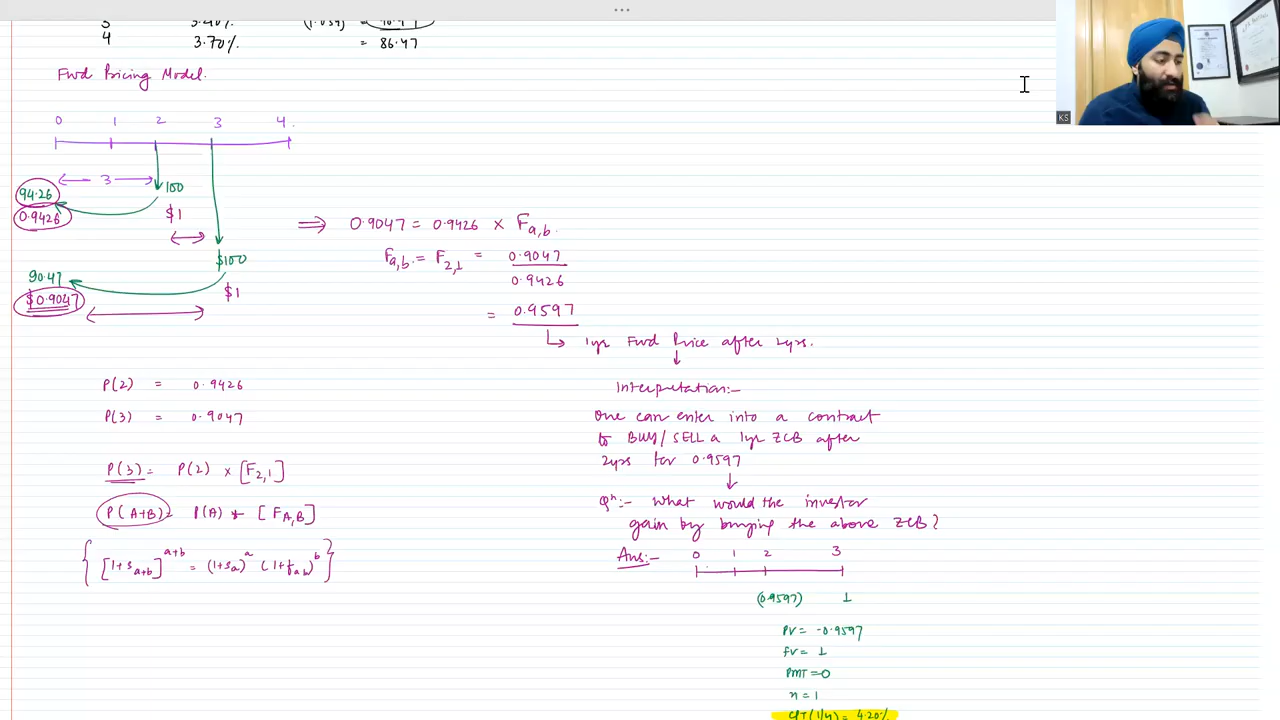 3.40%
4 3.70% = 86.47
Fwd Pricing Model.
0 1 2 3 4.
3
94.26 100
0.9426 $1
⟹ 0.9047 = 0.9426 × Fa,b.
Fa,b. = F2,1 = 0.9047
0.9426
$100
90.47
$0.9047 $1
= 0.9597
↳ 1yr Fwd Price after 2yrs.
Interpretation:-
P(2) = 0.9426
P(3) = 0.9047
One can enter into a contract
to BUY/SELL a 1yr ZCB after
2yrs for 0.9597
P(3) = P(2) × [F2,1]
P(A+B) = P(A) * [FA,B]
{ [1+Sa+b]^a+b = (1+Sa)^a (1+fab)^b }
Qn:- What would the investor
gain by buying the above ZCB?
Ans:- 0 1 2 3
(0.9597) 1
PV = -0.9597
FV = 1
PMT = 0
n = 1
CPT (I/Y) = 4.20%
KS